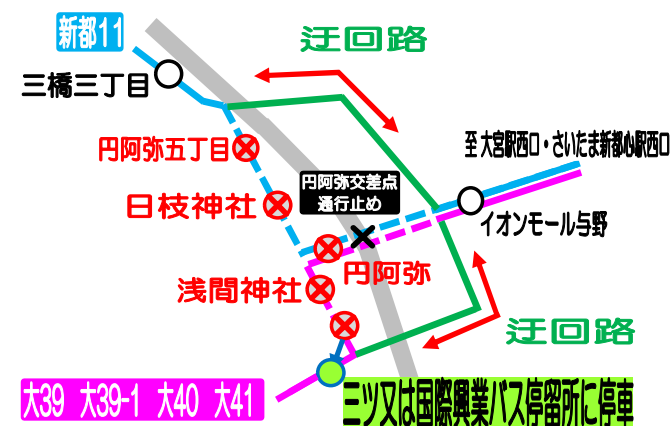 新都11
迂回路
三橋三丁目
円阿弥五丁目
至 大宮駅西口・さいたま新都心駅西口
円阿弥交差点
通行止め
日枝神社
イオンモール与野
円阿弥
浅間神社
迂回路
大39 大39-1 大40 大41
三ツ又は国際興業バス停留所に停車